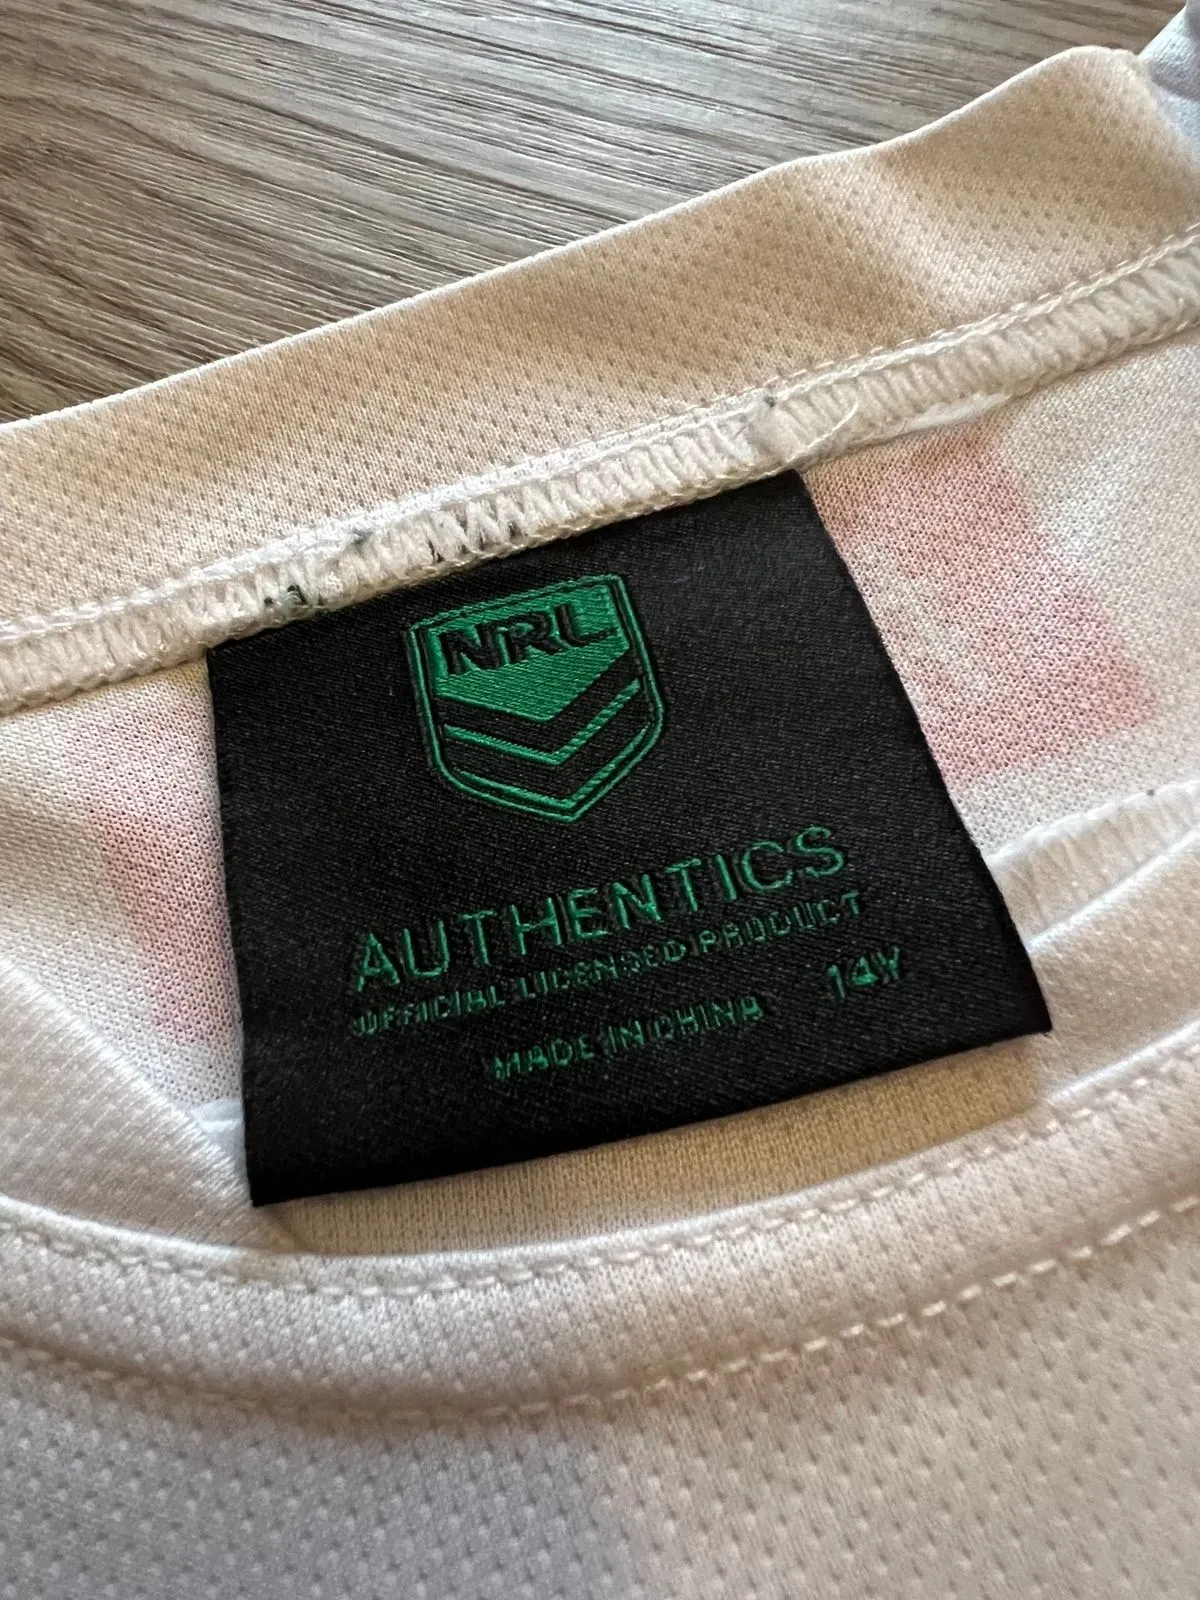 NRL
AUTHENTICS
OFFICIAL LICENSED PRODUCT
MADE IN CHINA 14Y